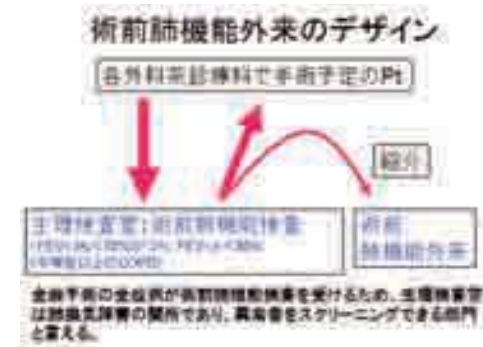 術前肺機能外来のデザイン
各外科系診療科で手術予定のPt
紹介
生理検査室：術前肺機能検査
術前
肺機能外来
全麻手術の全症例が術前肺機能検査を受けるため、生理検査室
は肺換気障害の関所であり、異常者をスクリーニングできる部門
と言える。